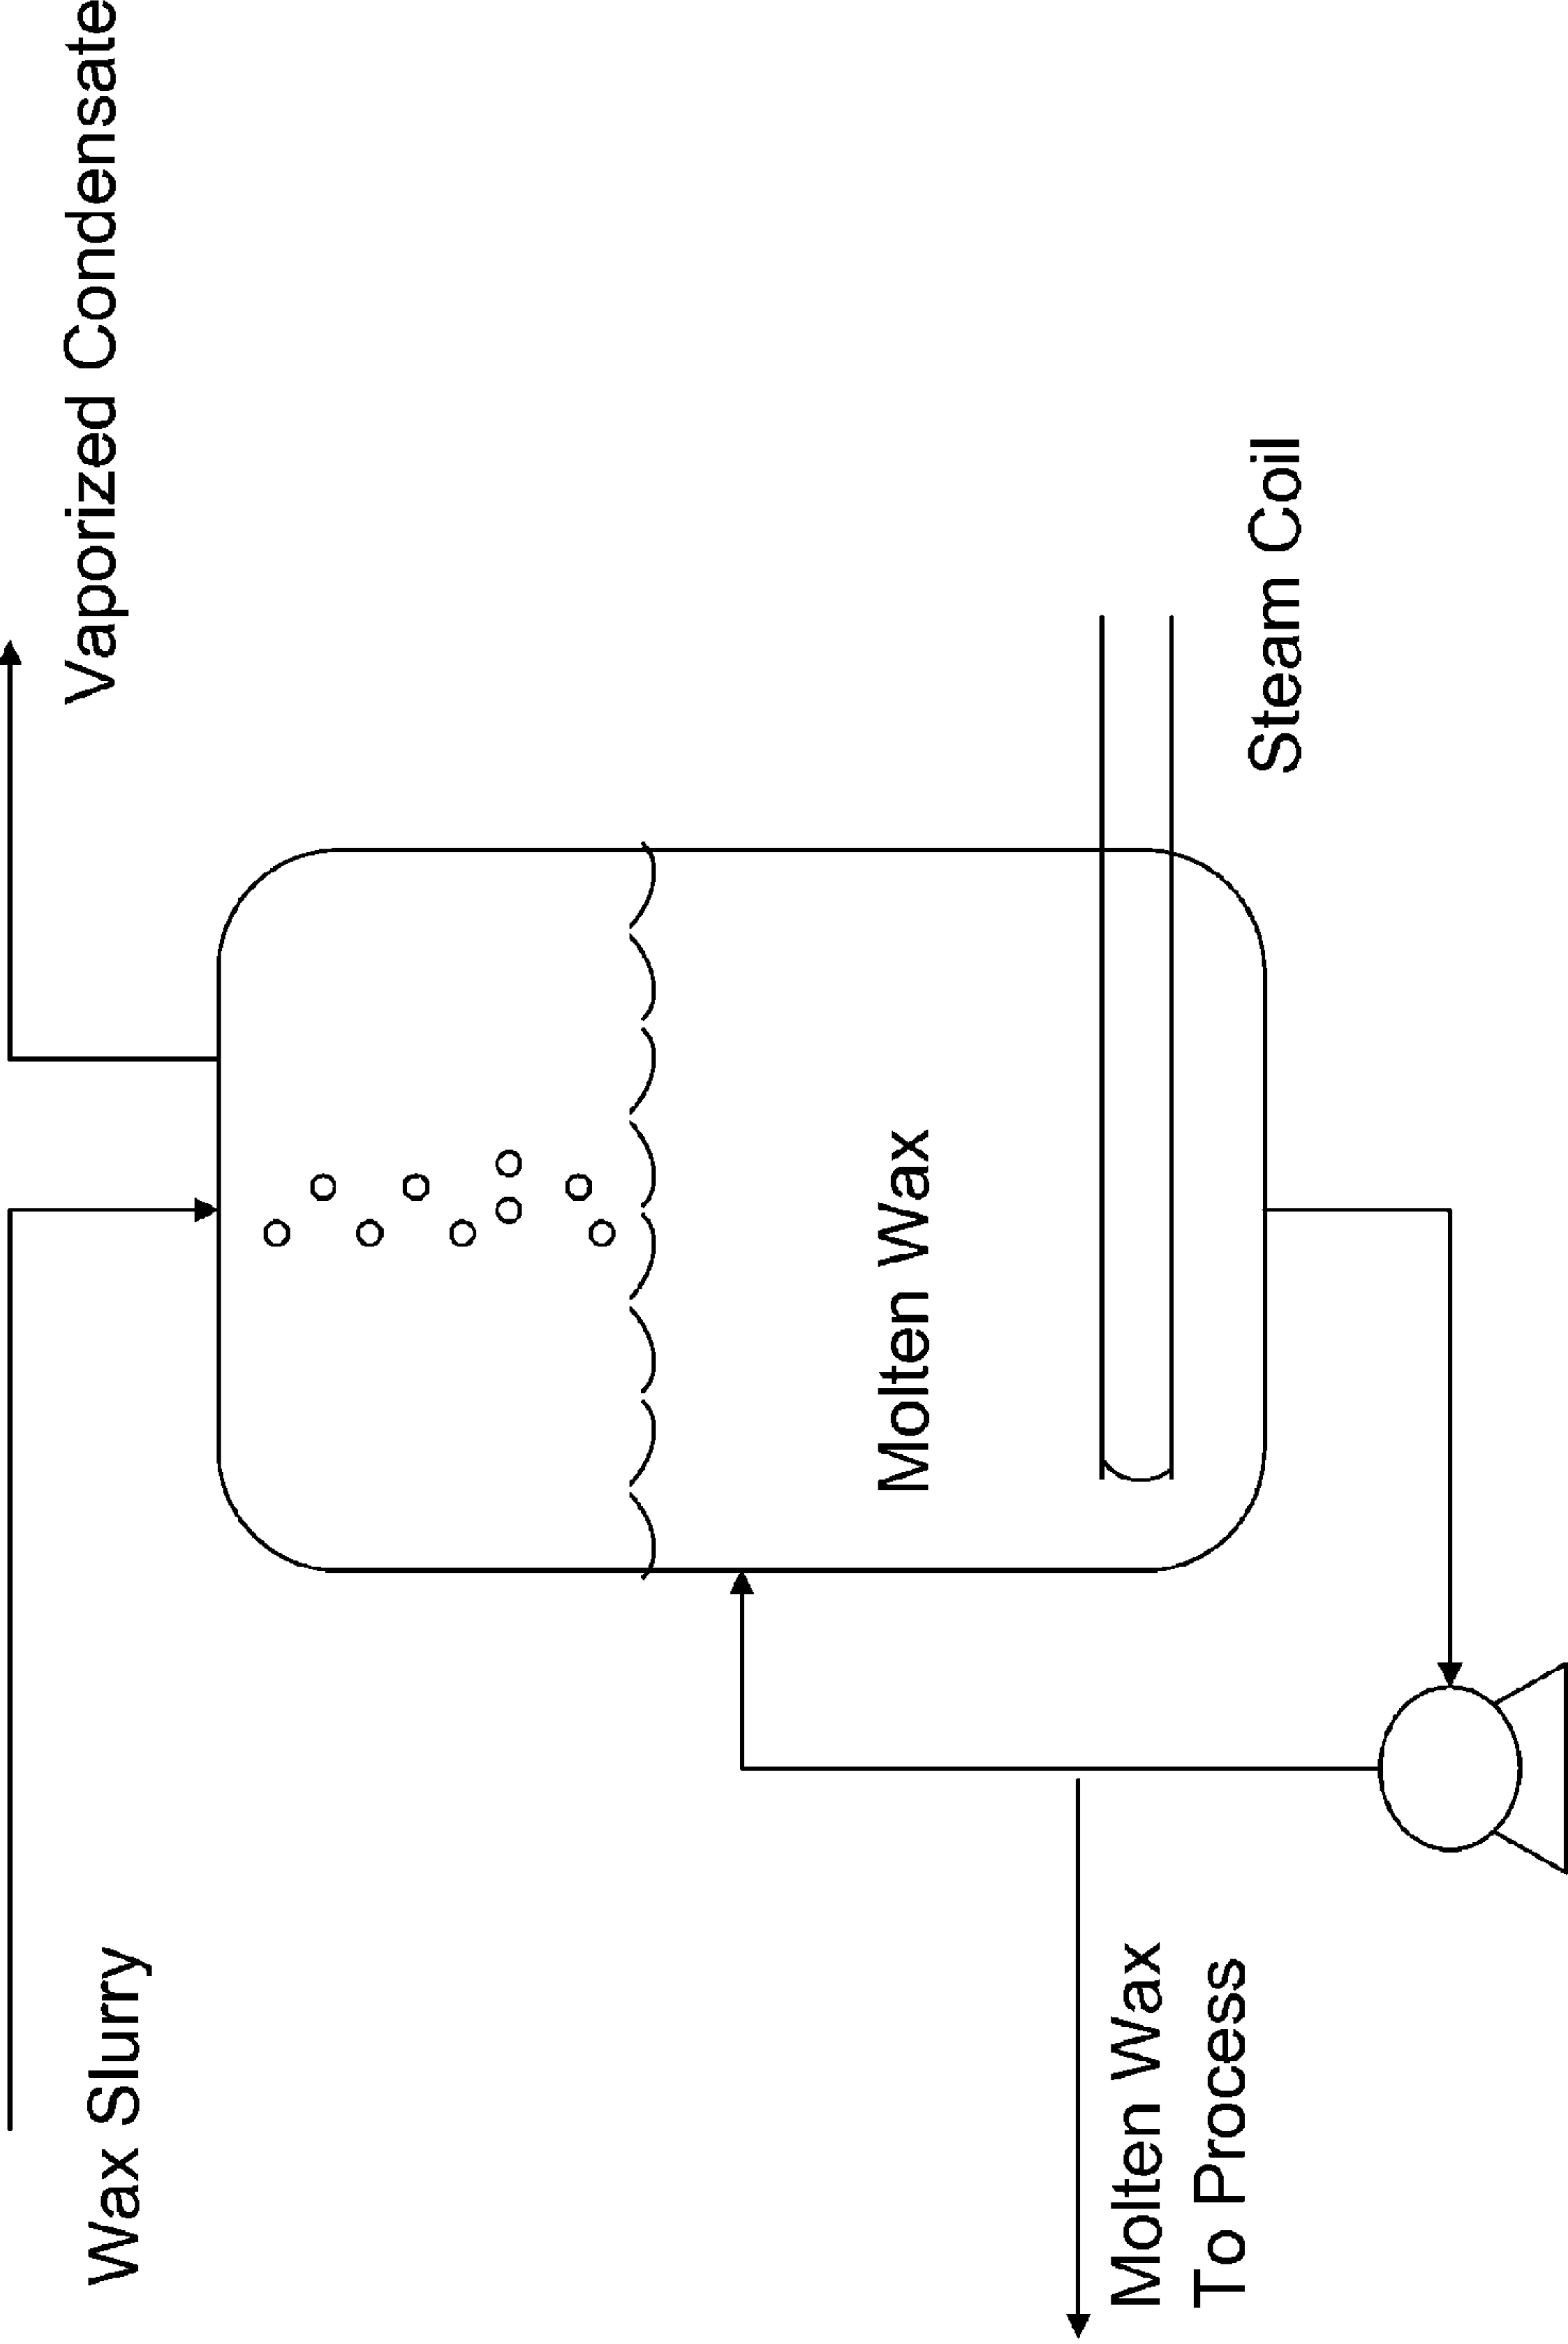 Wax Slurry
Vaporized Condensate
Molten Wax
Molten Wax
To Process
Steam Coil